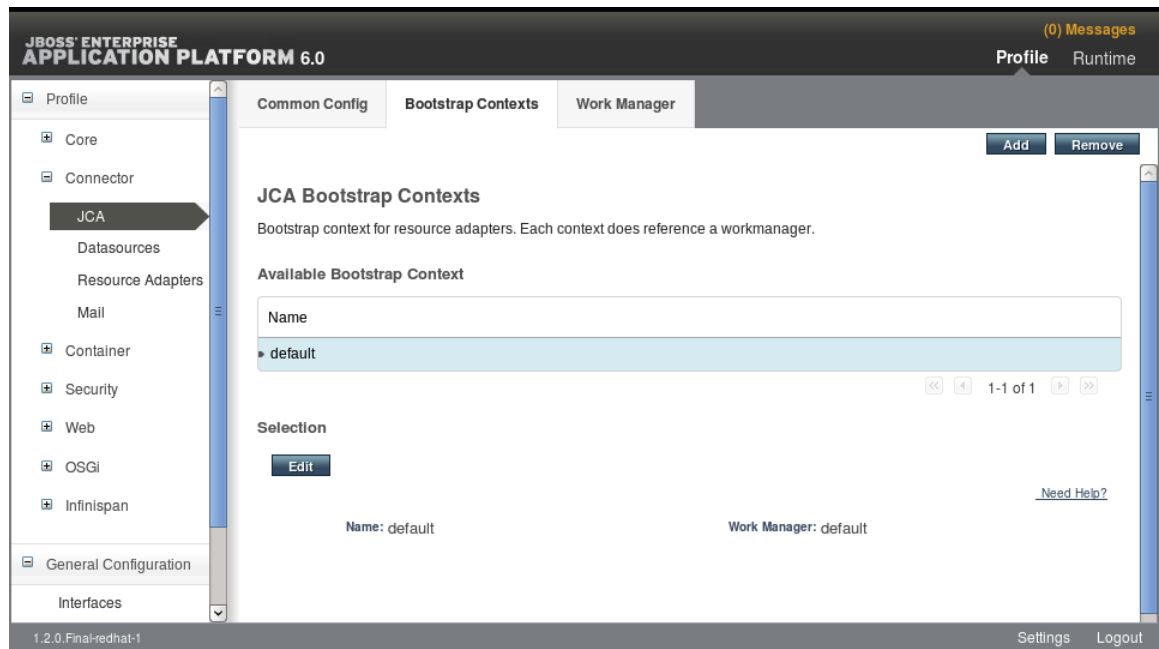 (0) Messages
JBOSS' ENTERPRISE
APPLICATION PLATFORM 6.0
Profile Runtime
Profile
Core
Connector
JCA
Datasources
Resource Adapters
Mail
Container
Security
Web
OSGi
Infinispan
General Configuration
Interfaces
Common Config Bootstrap Contexts Work Manager
Add Remove
JCA Bootstrap Contexts
Bootstrap context for resource adapters. Each context does reference a workmanager.
Available Bootstrap Context
Name
default
1-1 of 1
Selection
Edit
Need Help?
Name: default Work Manager: default
1.2.0.Final-redhat-1 Settings Logout